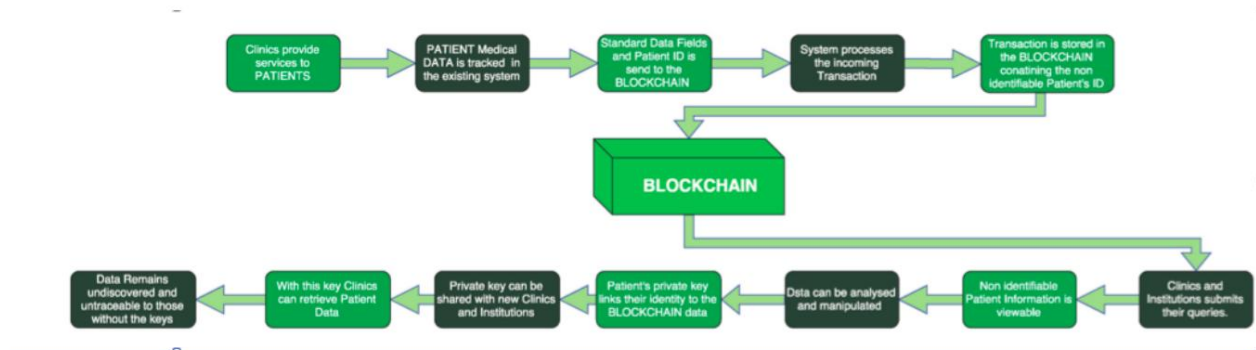 Clinics provide
services to
PATIENTS
PATIENT Medical
DATA is tracked in
the existing system
Standard Data Fields
and Patient ID is
send to the
BLOCKCHAIN
System processes
the incoming
Transaction
Transaction is stored in
the BLOCKCHAIN
conatining the non
identifiable Patient's ID
BLOCKCHAIN
Clinics and
Institutions submits
their queries.
Non identifiable
Patient Information is
viewable
Dsta can be analysed
and manipulated
Patient's private key
links their identity to the
BLOCKCHAIN data
Private key can be
shared with new Clinics
and Institutions
With this key Clinics
can retrieve Patient
Data
Data Remains
undiscovered and
untraceable to those
without the keys